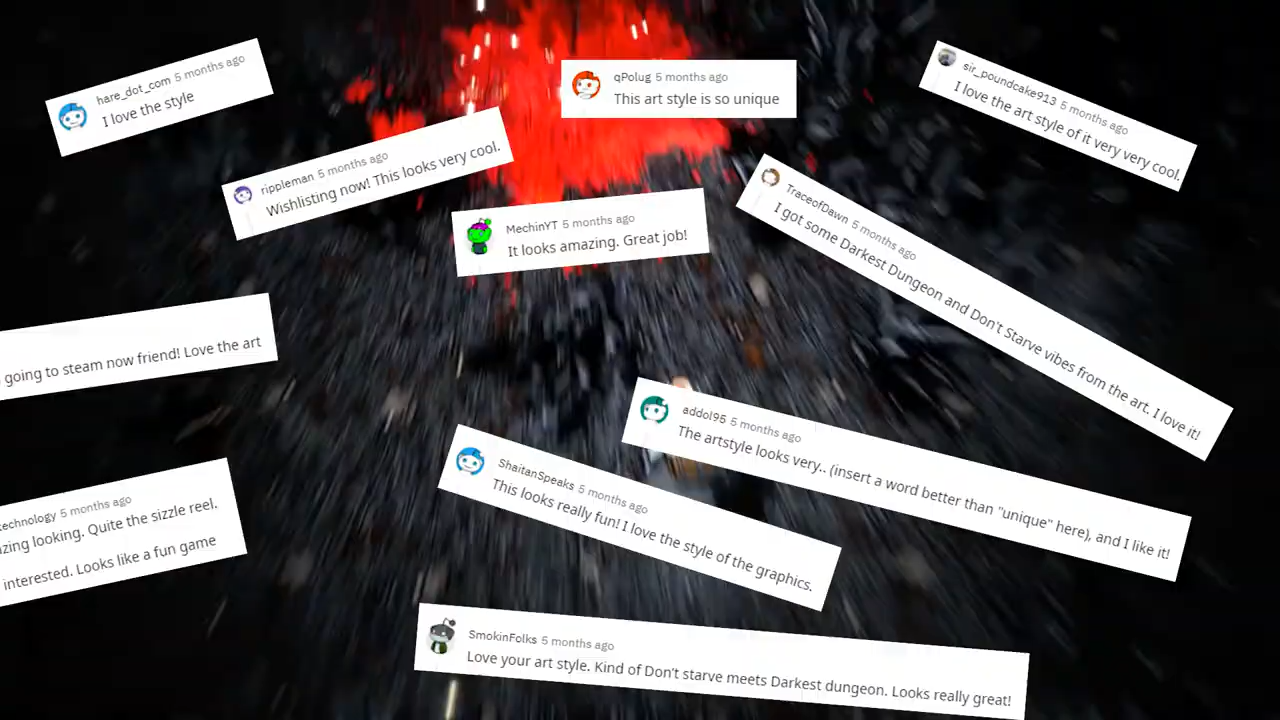 hare_dot_com 5 months ago
I love the style
qPolug 5 months ago
This art style is so unique
sir_poundcake913 5 months ago
I love the art style of it very very cool.
rippleman 5 months ago
Wishlisting now! This looks very cool.
MechinYT 5 months ago
It looks amazing. Great job!
TraceofDawn 5 months ago
I got some Darkest Dungeon and Don't Starve vibes from the art. I love it!
going to steam now friend! Love the art
addol95 5 months ago
The artstyle looks very.. (insert a word better than "unique" here), and I like it!
ShaitanSpeaks 5 months ago
This looks really fun! I love the style of the graphics.
technology 5 months ago
zing looking. Quite the sizzle reel.
interested. Looks like a fun game
SmokinFolks 5 months ago
Love your art style. Kind of Don't starve meets Darkest dungeon. Looks really great!